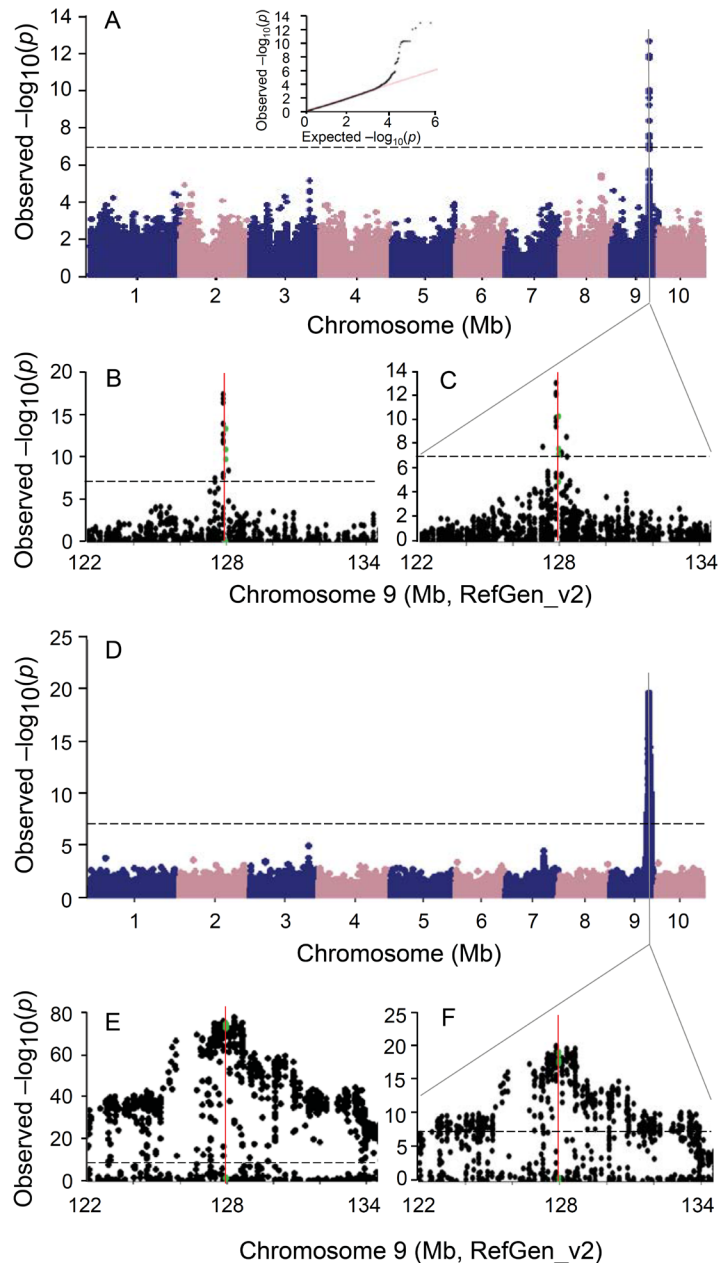 A
Observed –log10(p)
14
12
10
8
6
4
2
0
Observed –log10(p)
14
12
10
8
6
4
2
0
0 2 4 6
Expected –log10(p)
1 2 3 4 5 6 7 8 9 10
Chromosome (Mb)
B
Observed –log10(p)
20
15
10
5
0
122 128 134
C
14
12
10
8
6
4
2
0
122 128 134
Chromosome 9 (Mb, RefGen_v2)
D
Observed –log10(p)
25
20
15
10
5
0
1 2 3 4 5 6 7 8 9 10
Chromosome (Mb)
E
Observed –log10(p)
80
60
40
20
0
122 128 134
F
25
20
15
10
5
0
122 128 134
Chromosome 9 (Mb, RefGen_v2)